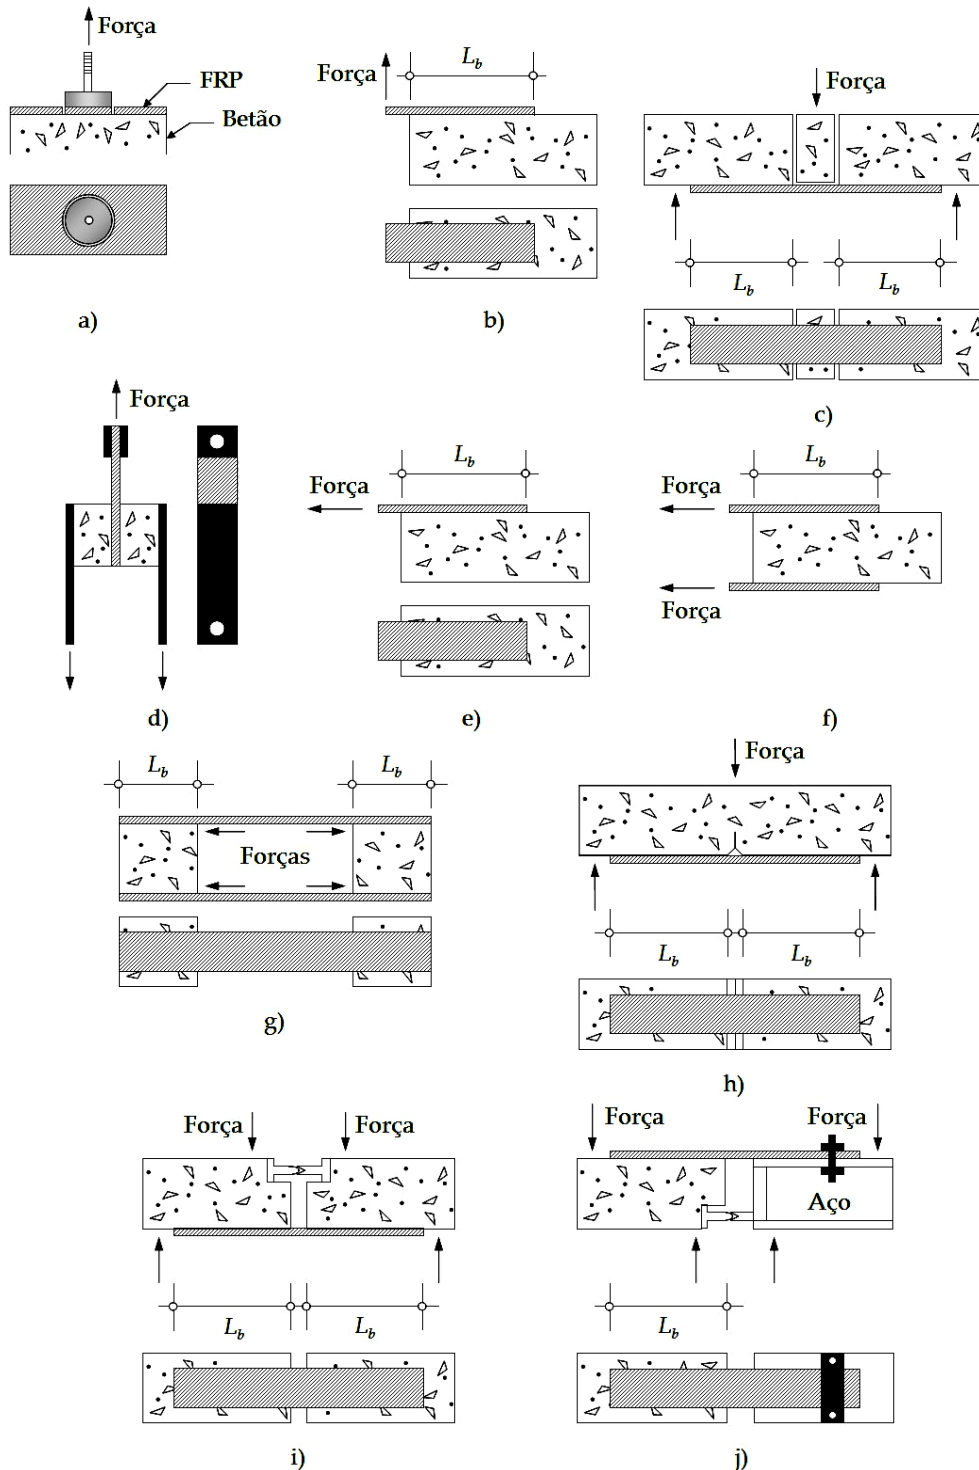 Força
FRP
Betão
a)
Força
L_b
b)
Força
L_b
L_b
c)
Força
d)
L_b
Força
e)
L_b
Força
Força
f)
L_b
L_b
Forças
g)
Força
L_b
L_b
h)
Força
Força
L_b
L_b
i)
Força
Força
Aço
L_b
j)